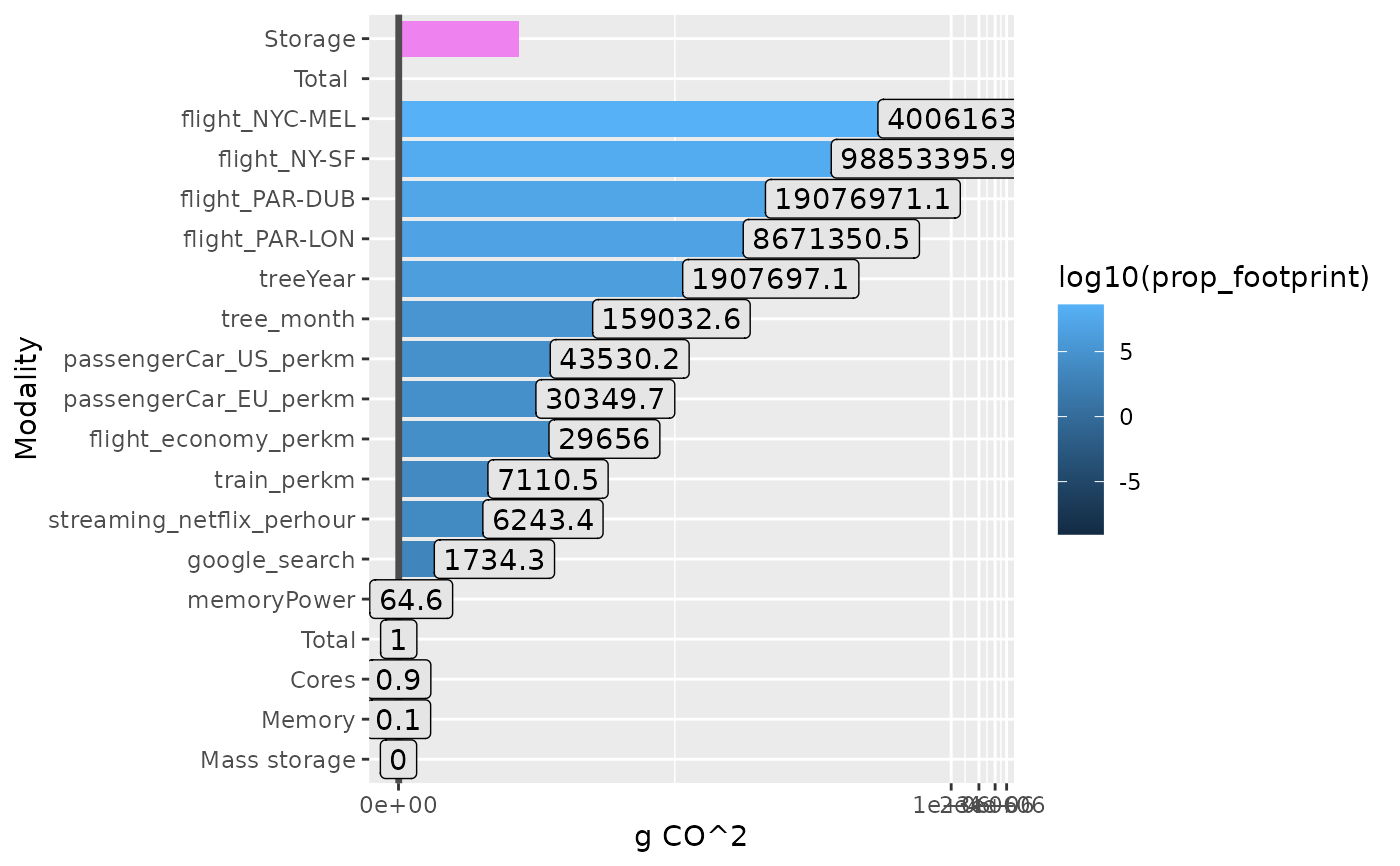 Storage
Total
flight_NYC-MEL
4006163
flight_NY-SF
98853395.9
flight_PAR-DUB
19076971.1
flight_PAR-LON
8671350.5
treeYear
1907697.1
tree_month
159032.6
passengerCar_US_perkm
43530.2
passengerCar_EU_perkm
30349.7
flight_economy_perkm
29656
train_perkm
7110.5
streaming_netflix_perhour
6243.4
google_search
1734.3
memoryPower
64.6
Total
1
Cores
0.9
Memory
0.1
Mass storage
0
Modality
0e+00
g CO^2
log10(prop_footprint)
5
0
-5